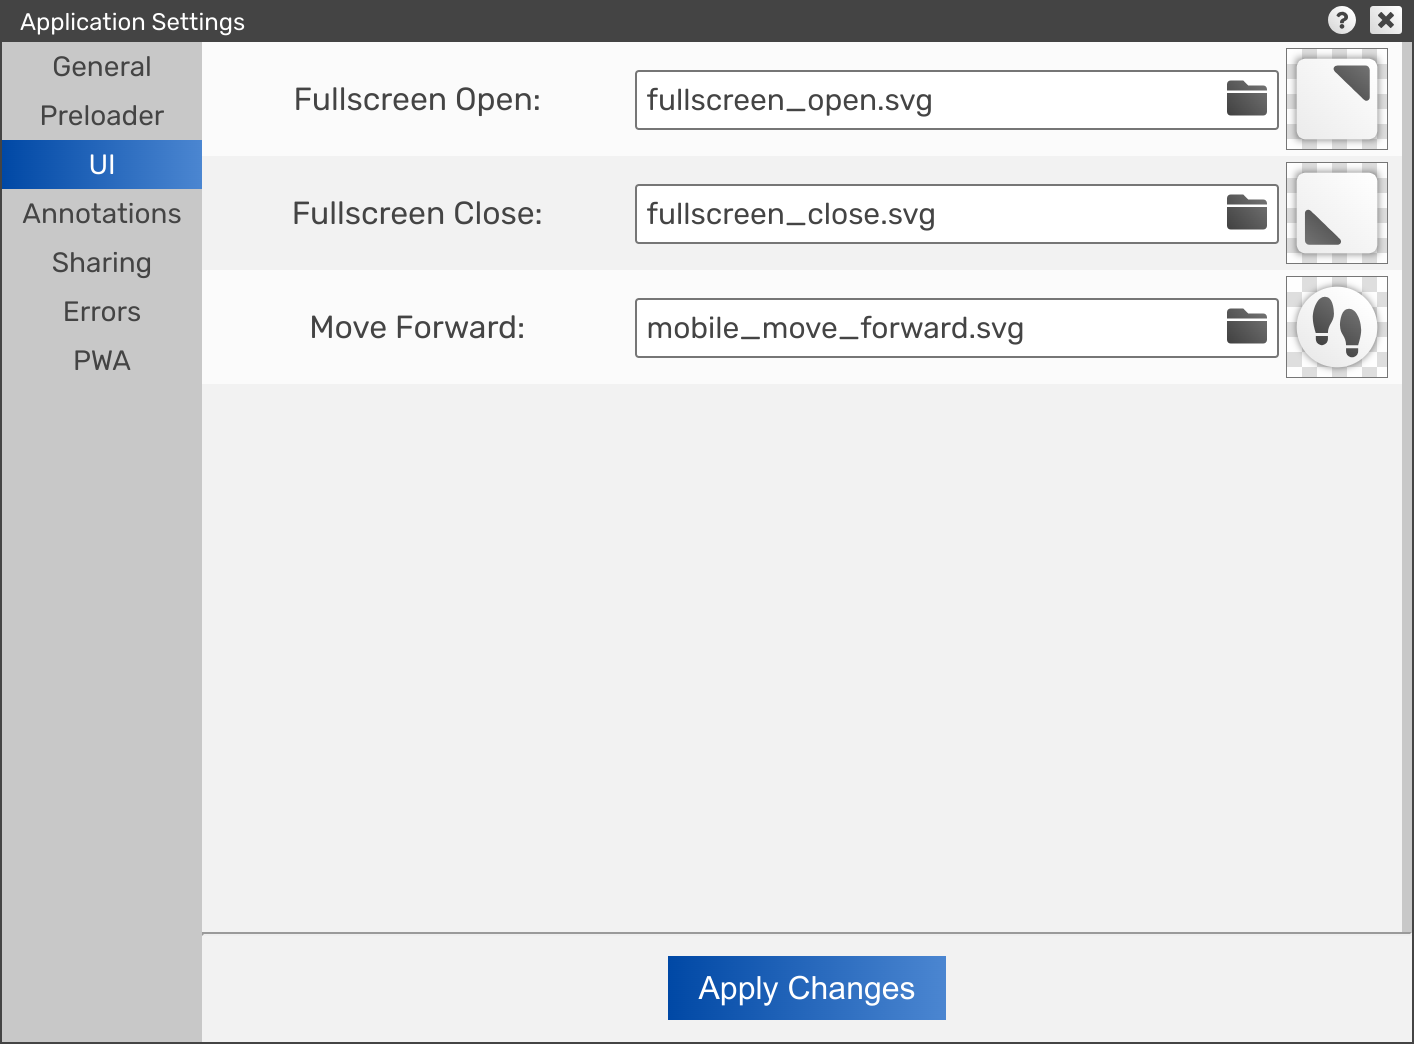 Application Settings
?
General
Preloader
UI
Annotations
Sharing
Errors
PWA
Fullscreen Open:
fullscreen_open.svg
Fullscreen Close:
fullscreen_close.svg
Move Forward:
mobile_move_forward.svg
Apply Changes